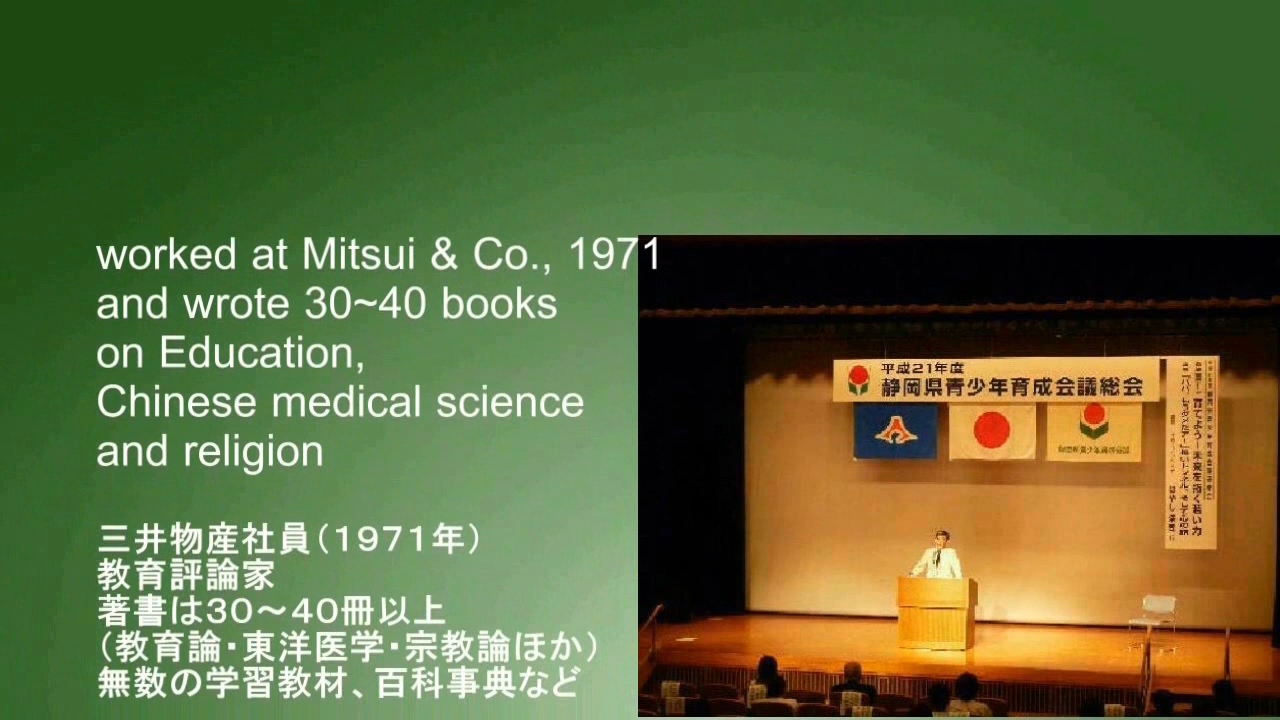 worked at Mitsui & Co., 1971
and wrote 30~40 books
on Education,
Chinese medical science
and religion
三井物産社員（１９７１年）
教育評論家
著書は３０～４０冊以上
（教育論・東洋医学・宗教論ほか）
無数の学習教材、百科事典など
平成21年度
静岡県青少年育成会議総会